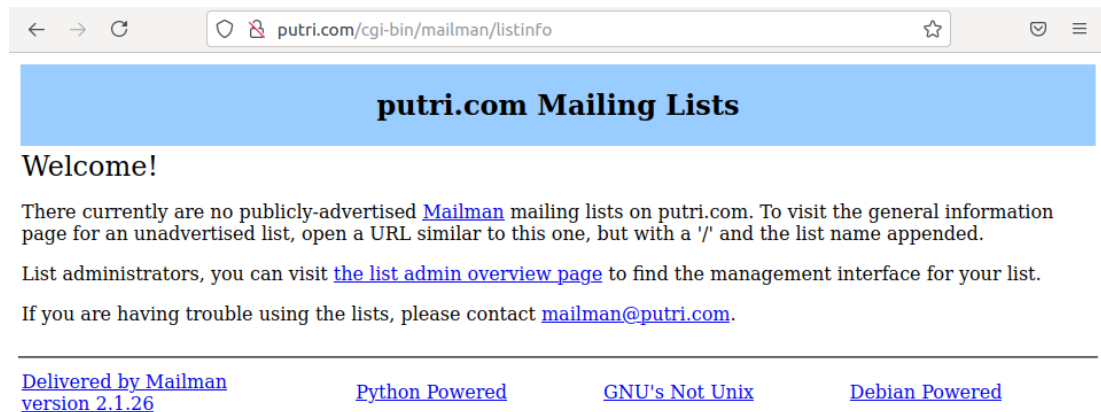 putri.com/cgi-bin/mailman/listinfo
putri.com Mailing Lists
Welcome!
There currently are no publicly-advertised Mailman mailing lists on putri.com. To visit the general information
page for an unadvertised list, open a URL similar to this one, but with a '/' and the list name appended.
List administrators, you can visit the list admin overview page to find the management interface for your list.
If you are having trouble using the lists, please contact mailman@putri.com.
Delivered by Mailman
version 2.1.26
Python Powered
GNU's Not Unix
Debian Powered